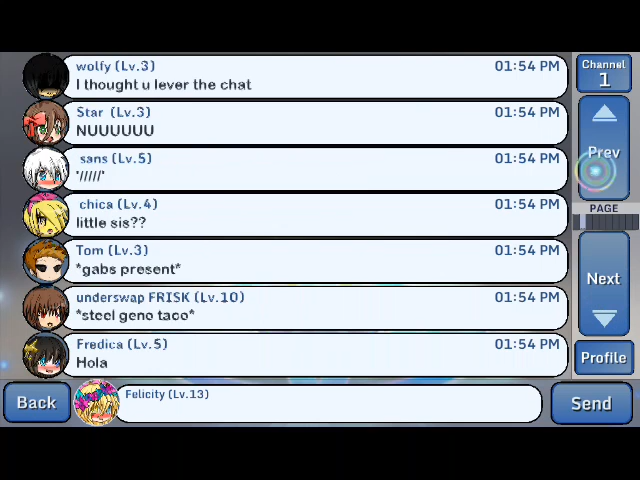 wolfy (Lv.3) 01:54 PM
I thought u lever the chat
Star (Lv.3) 01:54 PM
NUUUUUU
sans (Lv.5) 01:54 PM
'/////'
chica (Lv.4) 01:54 PM
little sis??
Tom (Lv.3) 01:54 PM
*gabs present*
underswap FRISK (Lv.10) 01:54 PM
*steel geno taco*
Fredica (Lv.5) 01:54 PM
Hola
Channel
1
Prev
PAGE
Next
Profile
Back
Felicity (Lv.13)
Send